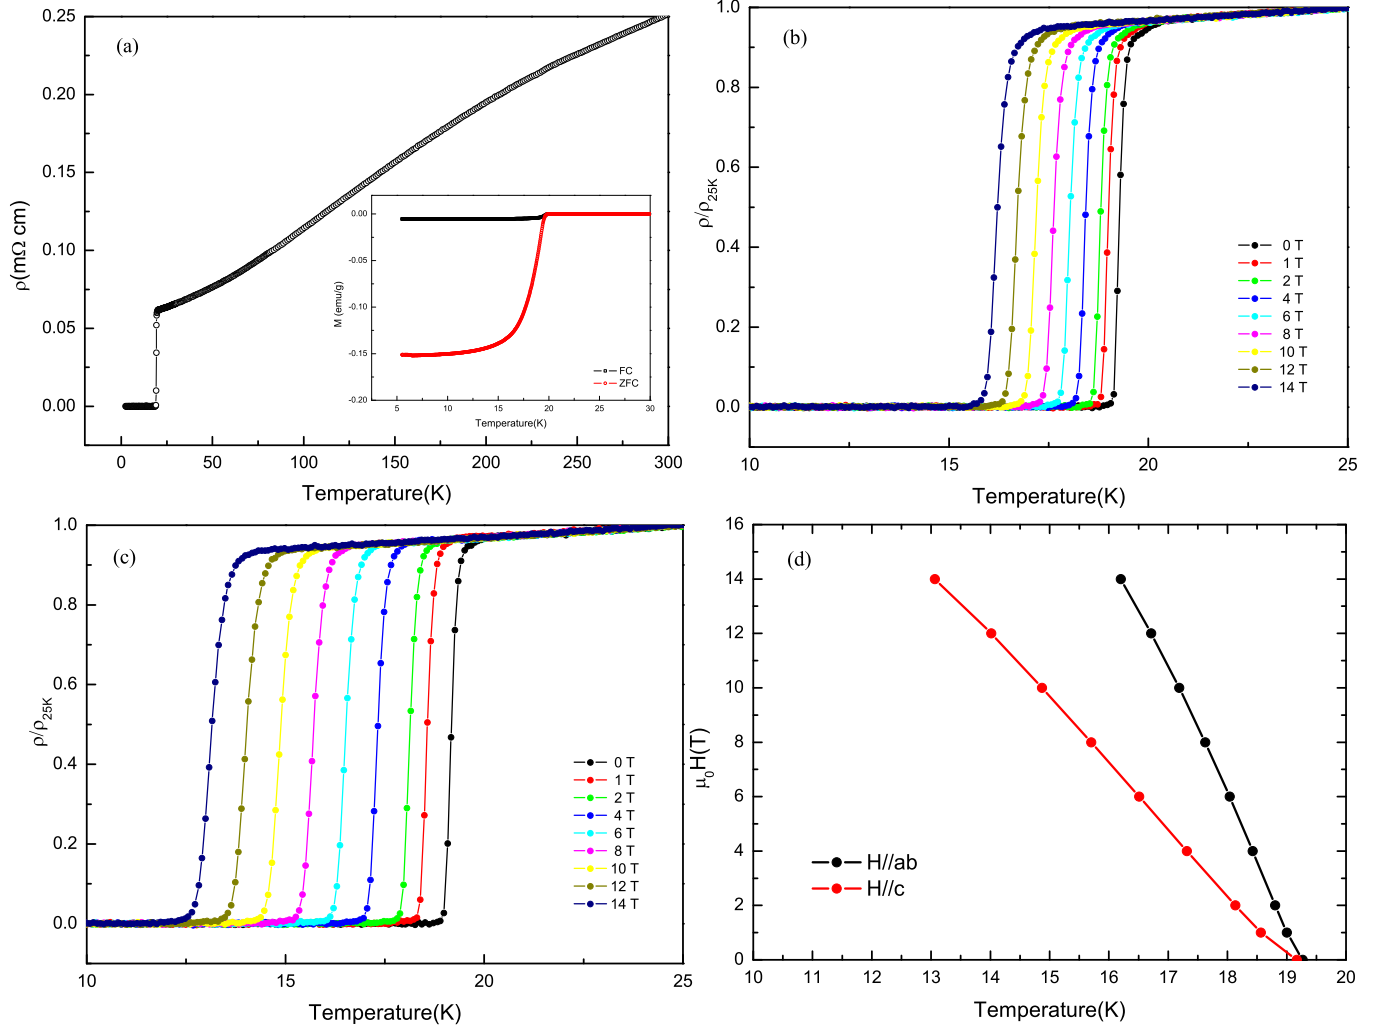 (a)
0.25
0.20
0.15
0.10
0.05
0.00
ρ(mΩ cm)
0 50 100 150 200 250 300
Temperature(K)
0.00
-0.05
-0.10
-0.15
-0.20
M (emu/g)
FC
ZFC
5 10 15 20 25 30
Temperature(K)
(b)
1.0
0.8
0.6
0.4
0.2
0.0
ρ/ρ25K
0 T
1 T
2 T
4 T
6 T
8 T
10 T
12 T
14 T
10 15 20 25
Temperature(K)
(c)
1.0
0.8
0.6
0.4
0.2
0.0
ρ/ρ25K
0 T
1 T
2 T
4 T
6 T
8 T
10 T
12 T
14 T
10 15 20 25
Temperature(K)
(d)
16
14
12
10
8
6
4
2
0
μ0H(T)
H//ab
H//c
10 11 12 13 14 15 16 17 18 19 20
Temperature(K)